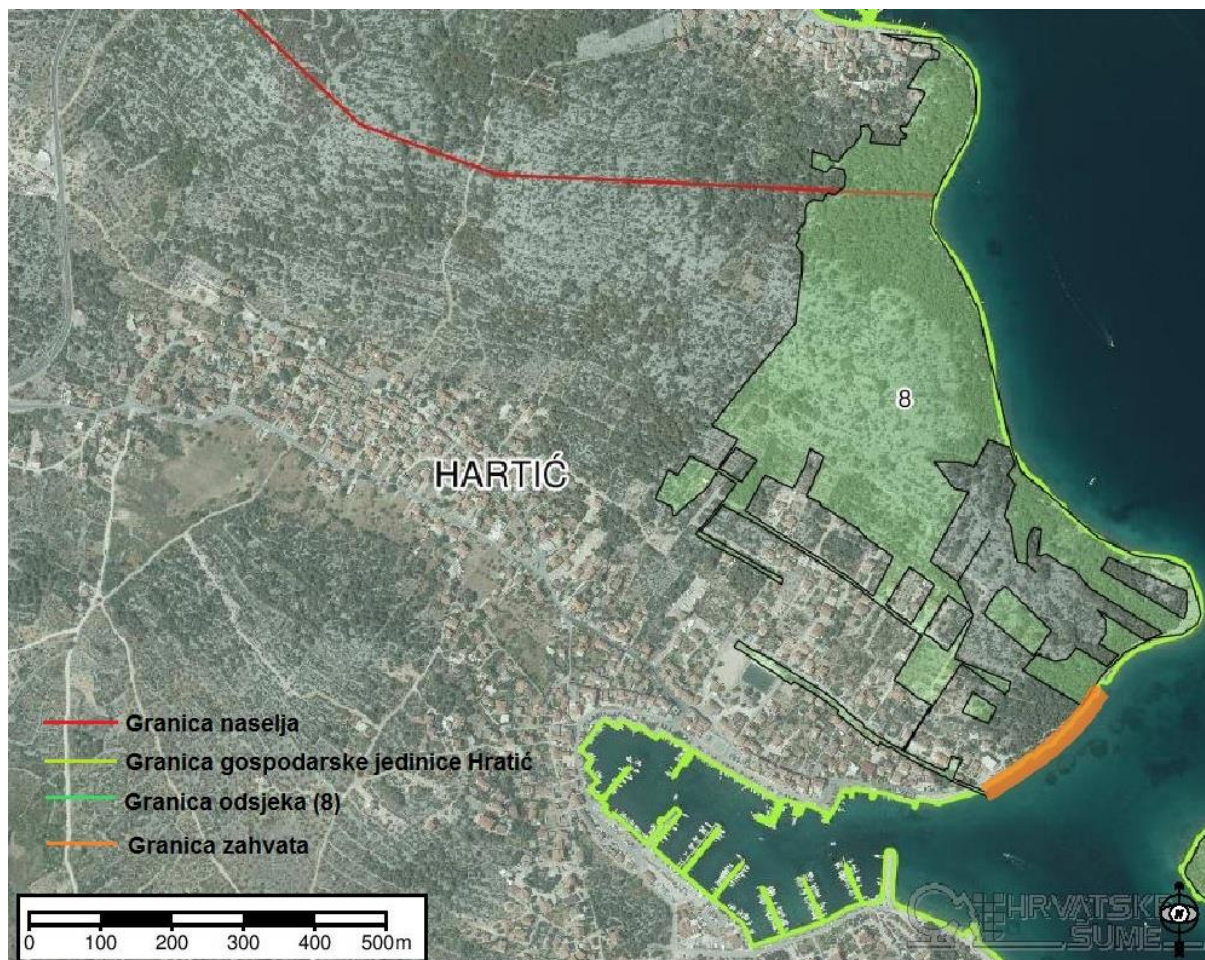 8
HARTIĆ
Granica naselja
Granica gospodarske jedinice Hratić
Granica odsjeka (8)
Granica zahvata
0 100 200 300 400 500m
HRVATSKE
ŠUME
N